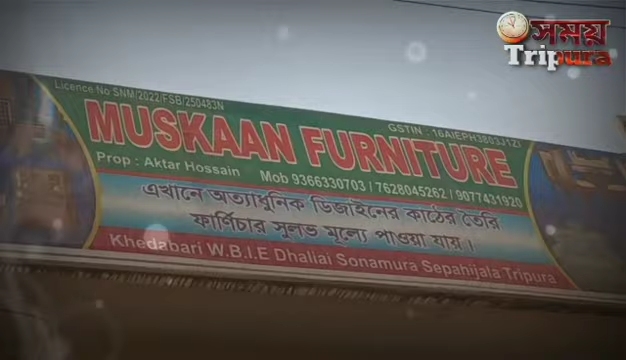 সময়
Tripura
Licence No SNM/2022/FSB/250483N
GSTIN : 16AIEPH3803J1ZI
MUSKAAN FURNITURE
Prop : Aktar Hossain Mob 9366330703 / 7628045262 / 9077431920
এখানে অত্যাধুনিক ডিজাইনের কাঠের তৈরি
ফার্ণিচার সুলভ মূল্যে পাওয়া যায়।
Khedabari W.B.I.E Dhaliai Sonamura Sepahijala Tripura